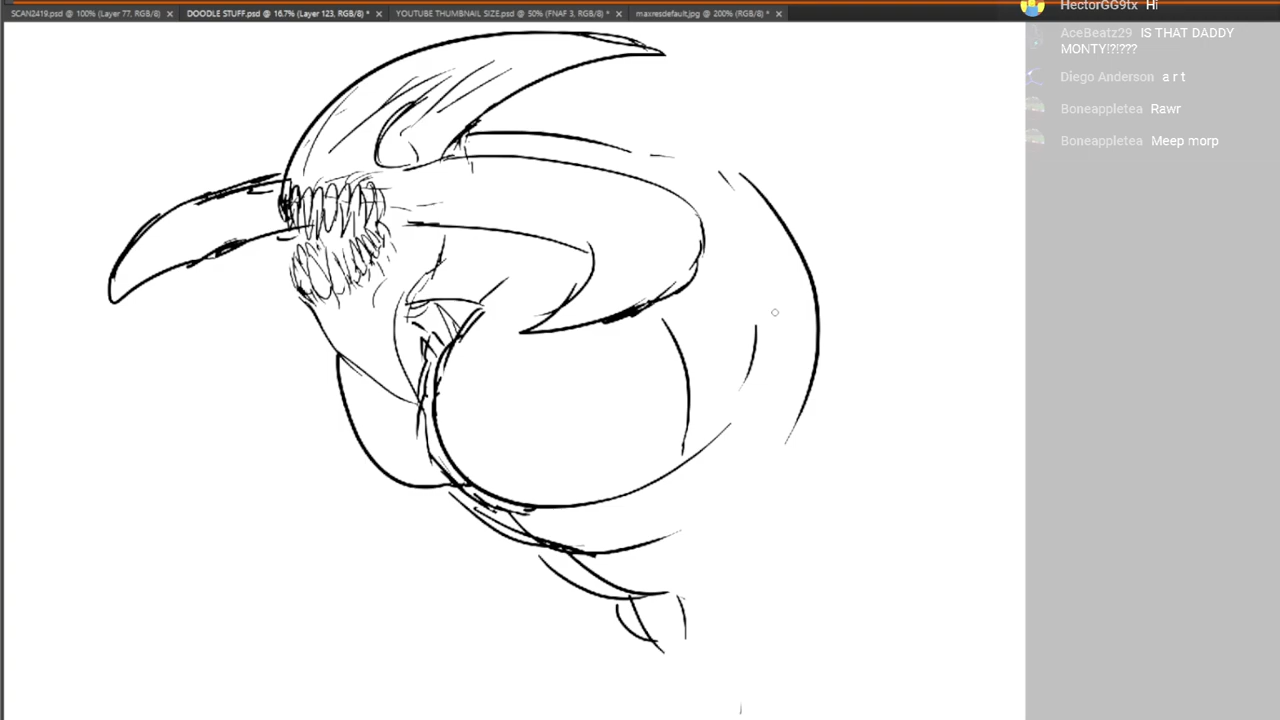 SCAN2419.psd @ 100% (Layer 77, RGB/8) ×
DOODLE STUFF.psd @ 16.7% (Layer 123, RGB/8) * ×
YOUTUBE THUMBNAIL SIZE.psd @ 50% (FNAF 3, RGB/8) * ×
maxresdefault.jpg @ 200% (RGB/8) * ×
HectorGG9tx Hi
AceBeatz29 IS THAT DADDY
MONTY⁉⁉???
Diego Anderson a r t
Boneappletea Rawr
Boneappletea Meep morp